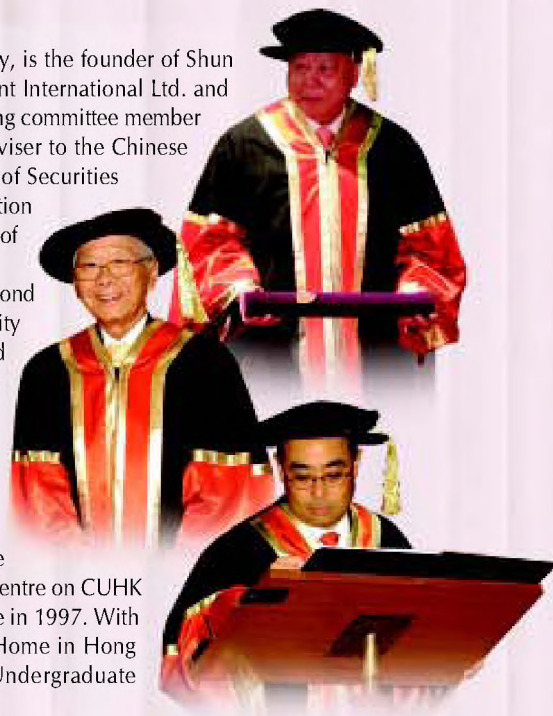 y, is the founder of Shun
nt International Ltd. and
ng committee member
viser to the Chinese
of Securities
tion
of
ond
ity
d
e
entre on CUHK
e in 1997. With
Home in Hong
Undergraduate